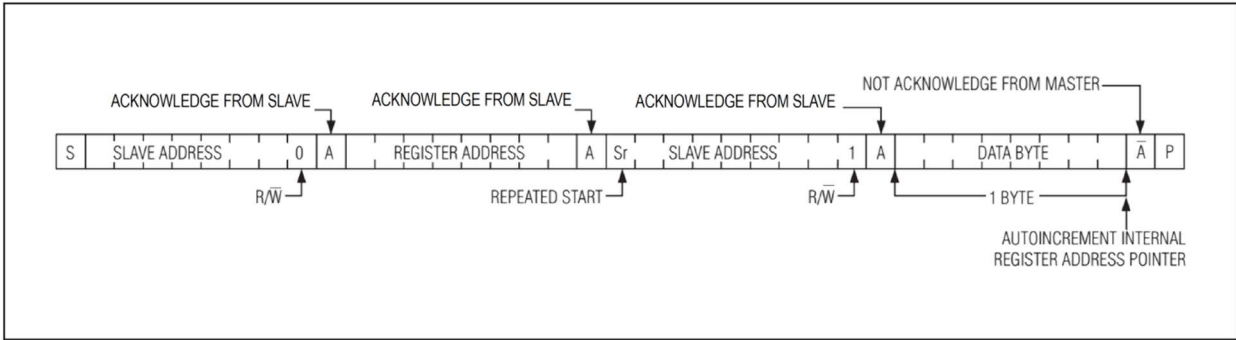 NOT ACKNOWLEDGE FROM MASTER
ACKNOWLEDGE FROM SLAVE ACKNOWLEDGE FROM SLAVE ACKNOWLEDGE FROM SLAVE
S SLAVE ADDRESS 0 A REGISTER ADDRESS A Sr SLAVE ADDRESS 1 A DATA BYTE A̅ P
R/W̅ REPEATED START R/W̅ 1 BYTE
AUTOINCREMENT INTERNAL
REGISTER ADDRESS POINTER